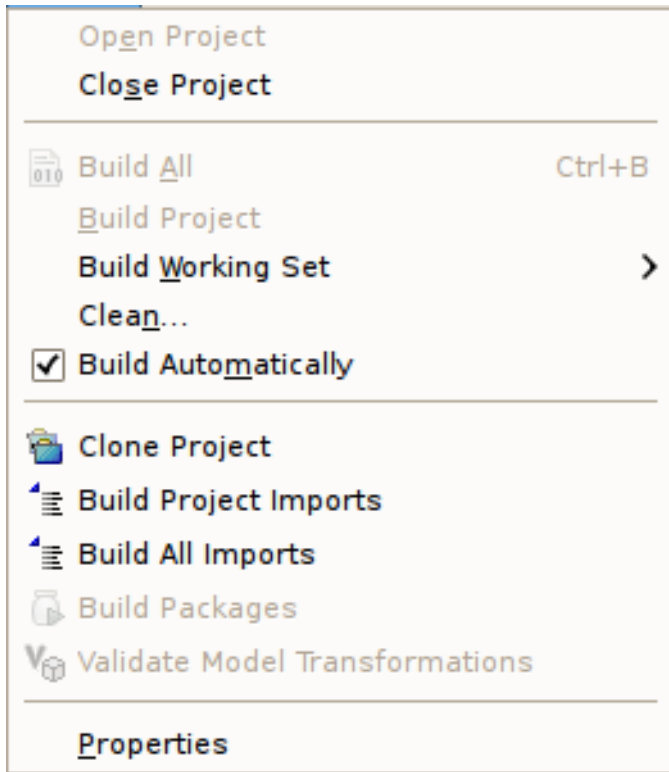 Open Project
Close Project
Build All Ctrl+B
Build Project
Build Working Set
Clean...
Build Automatically
Clone Project
Build Project Imports
Build All Imports
Build Packages
Validate Model Transformations
Properties